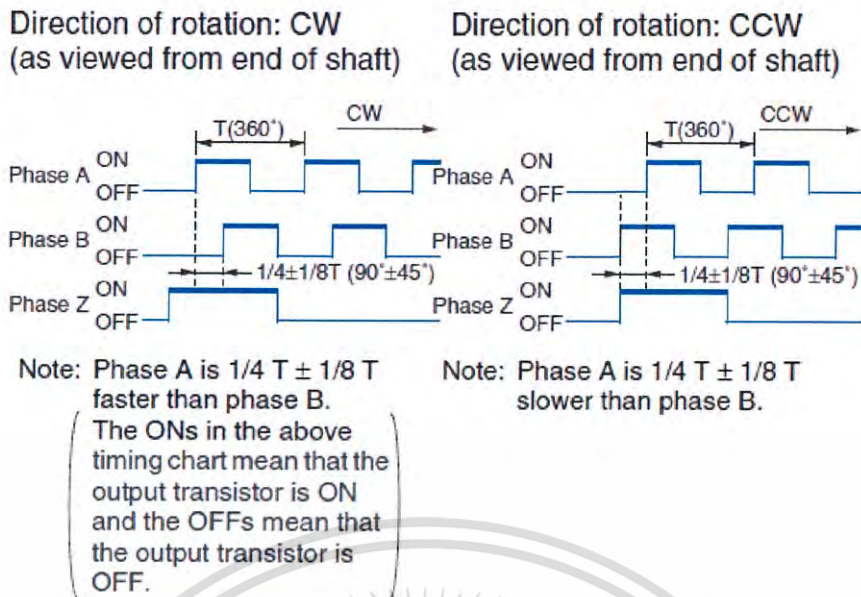 Direction of rotation: CW
(as viewed from end of shaft)
T(360˚)
CW
Phase A
ON
OFF
Phase B
ON
OFF
1/4±1/8T (90˚±45˚)
Phase Z
ON
OFF
Note: Phase A is 1/4 T ± 1/8 T
faster than phase B.
The ONs in the above
timing chart mean that the
output transistor is ON
and the OFFs mean that
the output transistor is
OFF.
Direction of rotation: CCW
(as viewed from end of shaft)
T(360˚)
CCW
Phase A
ON
OFF
Phase B
ON
OFF
1/4±1/8T (90˚±45˚)
Phase Z
ON
OFF
Note: Phase A is 1/4 T ± 1/8 T
slower than phase B.